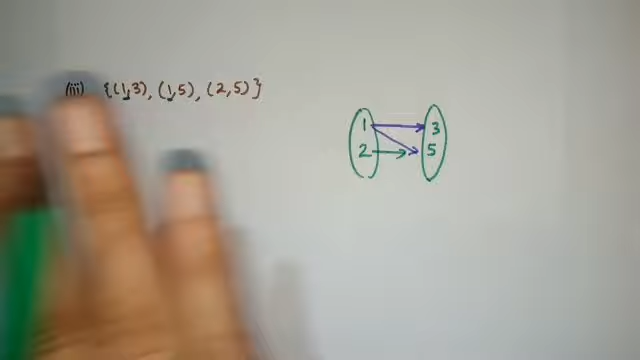 (iii) {(1,3), (1,5), (2,5)}
1 3
2 5